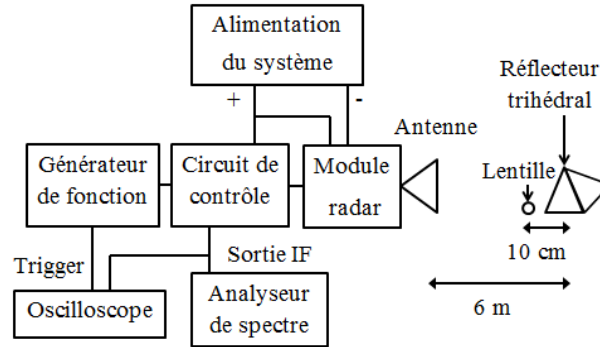 Alimentation
du système
+
-
Antenne
Réflecteur
trihédral
Générateur
de fonction
Circuit de
contrôle
Module
radar
Lentille
Trigger
Sortie IF
10 cm
Oscilloscope
Analyseur
de spectre
6 m